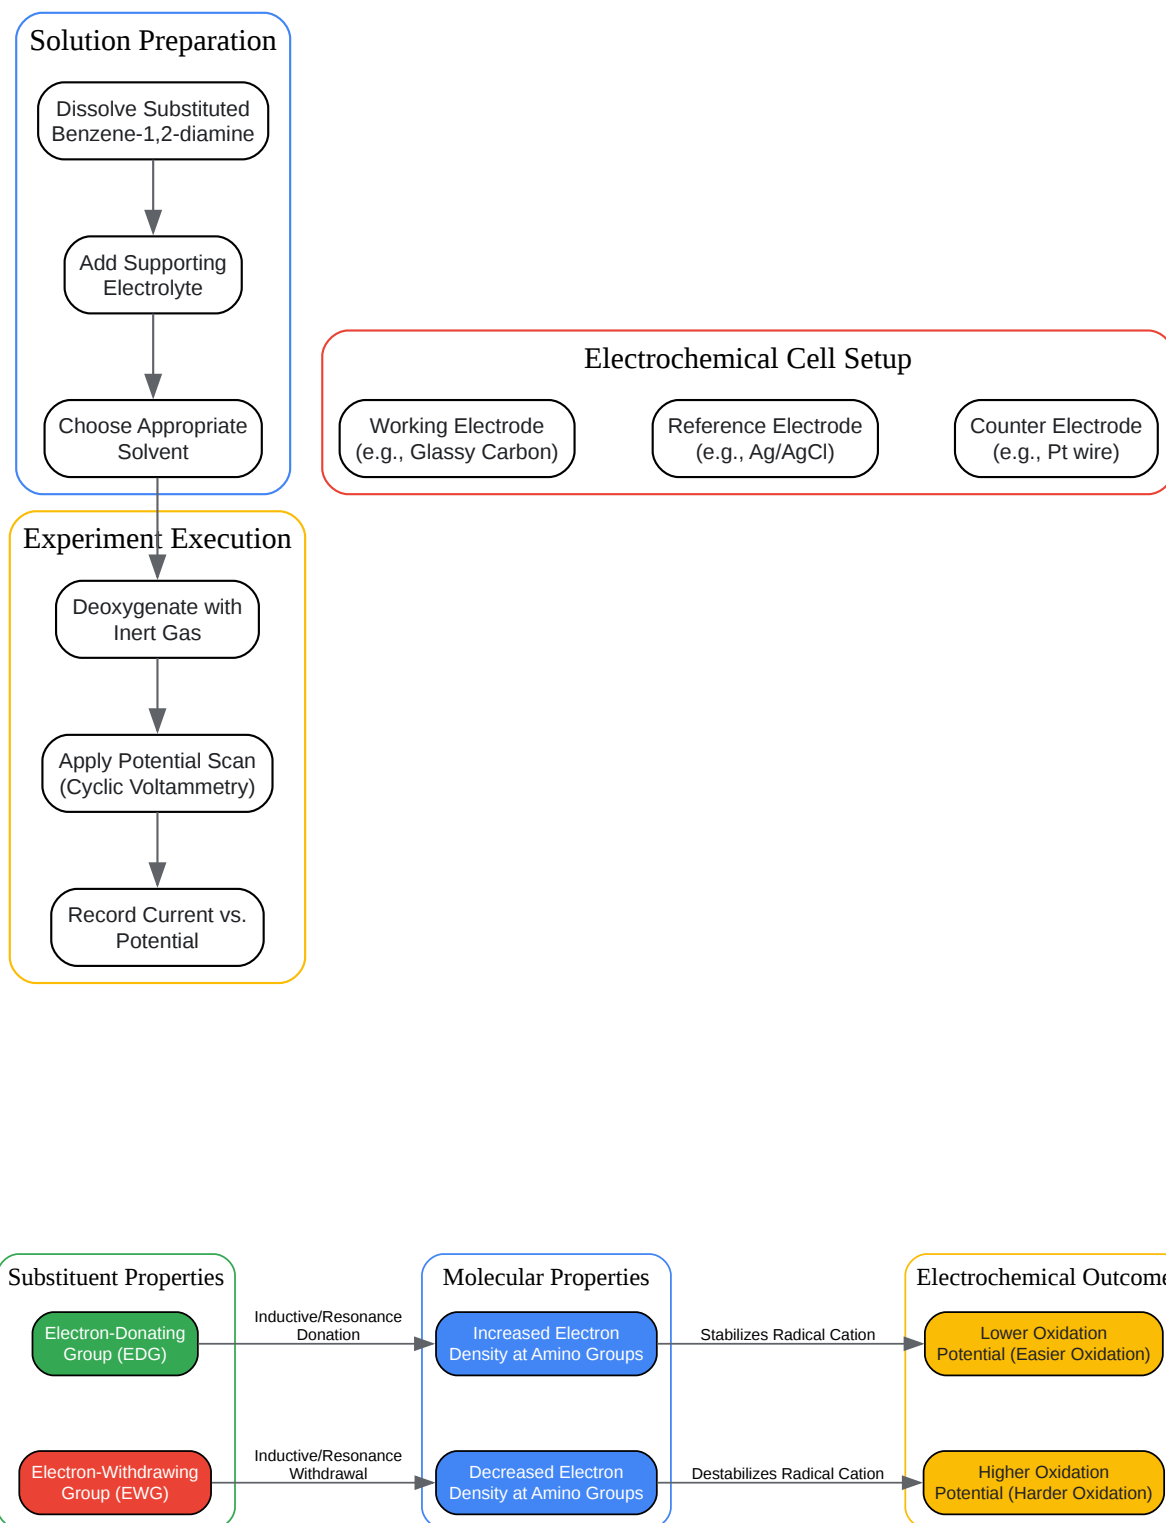 Solution Preparation
Dissolve Substituted
Benzene-1,2-diamine
Add Supporting
Electrolyte
Choose Appropriate
Solvent
Electrochemical Cell Setup
Working Electrode
(e.g., Glassy Carbon)
Reference Electrode
(e.g., Ag/AgCl)
Counter Electrode
(e.g., Pt wire)
Experiment Execution
Deoxygenate with
Inert Gas
Apply Potential Scan
(Cyclic Voltammetry)
Record Current vs.
Potential
Substituent Properties
Electron-Donating
Group (EDG)
Electron-Withdrawing
Group (EWG)
Inductive/Resonance
Donation
Inductive/Resonance
Withdrawal
Molecular Properties
Increased Electron
Density at Amino Groups
Decreased Electron
Density at Amino Groups
Stabilizes Radical Cation
Destabilizes Radical Cation
Electrochemical Outcome
Lower Oxidation
Potential (Easier Oxidation)
Higher Oxidation
Potential (Harder Oxidation)